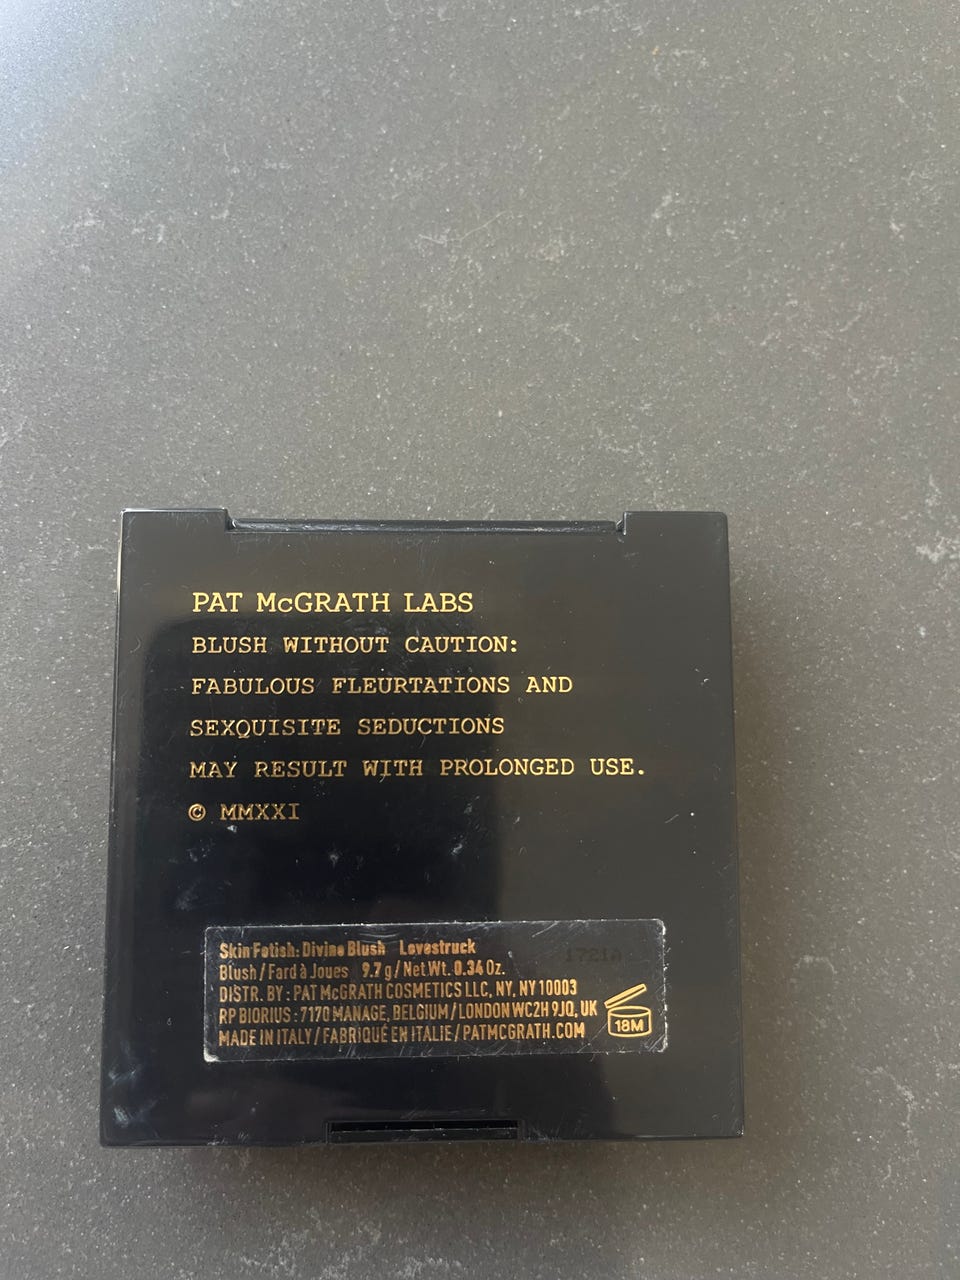 PAT McGRATH LABS
BLUSH WITHOUT CAUTION:
FABULOUS FLEURTATIONS AND
SEXQUISITE SEDUCTIONS
MAY RESULT WITH PROLONGED USE.
© MMXXI
Skin Fetish: Divine Blush Lovestruck
1721A
Blush / Fard à Joues 9.7 g / Net Wt. 0.34 Oz.
DISTR. BY : PAT McGRATH COSMETICS LLC, NY, NY 10003
RP BIORIUS : 7170 MANAGE, BELGIUM / LONDON WC2H 9JQ, UK
MADE IN ITALY / FABRIQUÉ EN ITALIE / PATMCGRATH.COM
18M